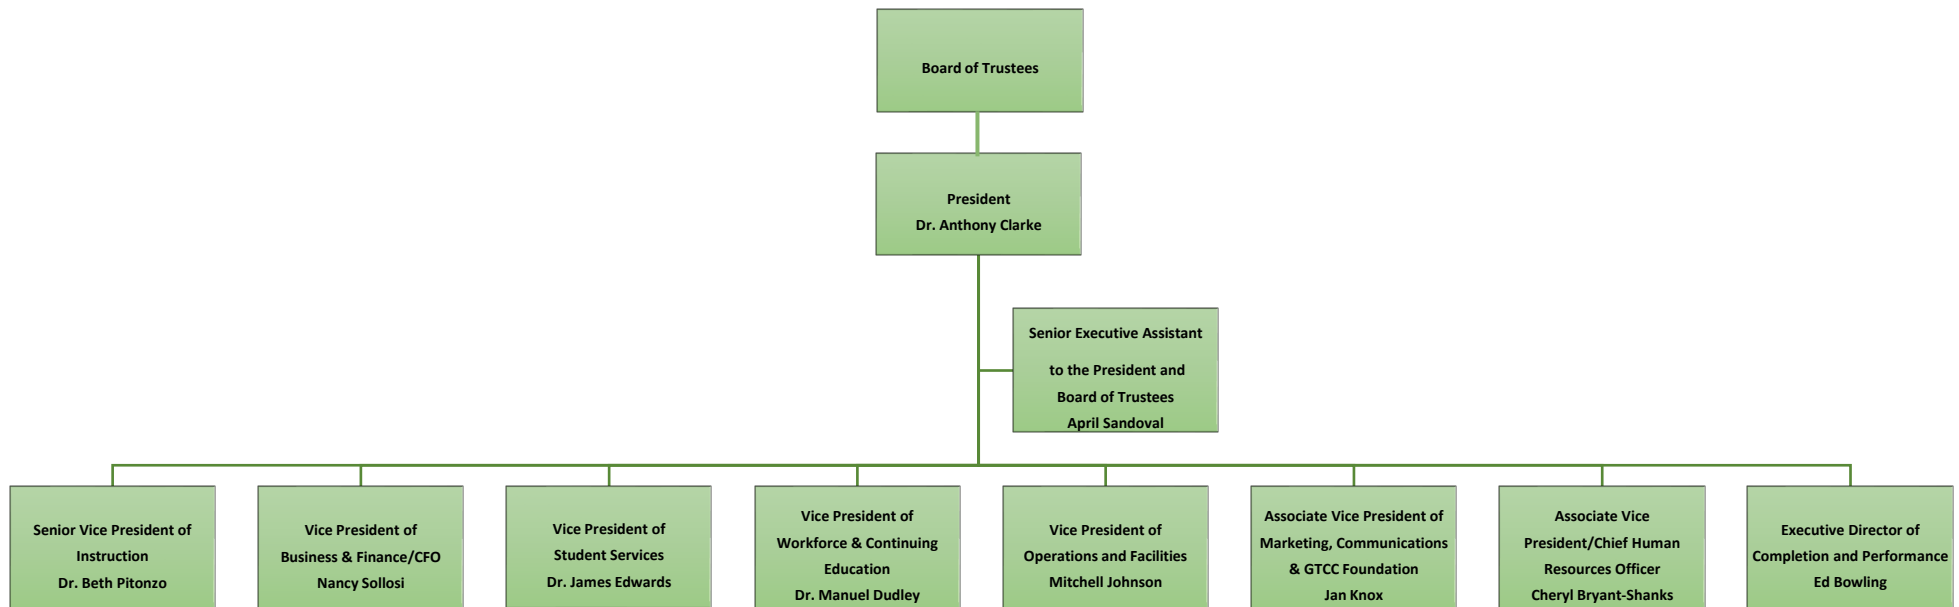 Board of Trustees
President
Dr. Anthony Clarke
Senior Executive Assistant
to the President and
Board of Trustees
April Sandoval
Senior Vice President of
Instruction
Dr. Beth Pitonzo
Vice President of
Business & Finance/CFO
Nancy Sollosi
Vice President of
Student Services
Dr. James Edwards
Vice President of
Workforce & Continuing
Education
Dr. Manuel Dudley
Vice President of
Operations and Facilities
Mitchell Johnson
Associate Vice President of
Marketing, Communications
& GTCC Foundation
Jan Knox
Associate Vice
President/Chief Human
Resources Officer
Cheryl Bryant-Shanks
Executive Director of
Completion and Performance
Ed Bowling